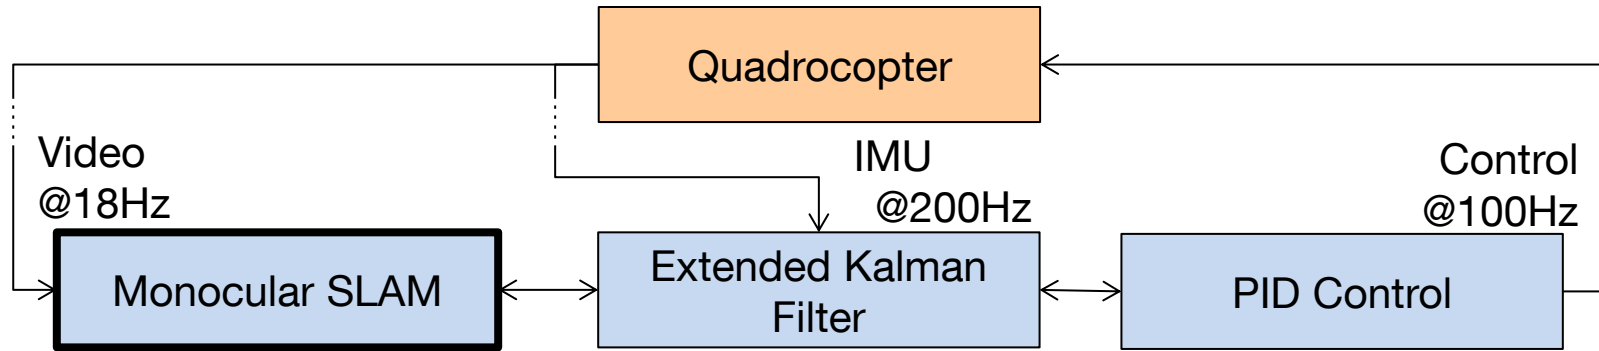 Quadrocopter
Video
@18Hz
IMU
@200Hz
Control
@100Hz
Monocular SLAM
Extended Kalman
Filter
PID Control